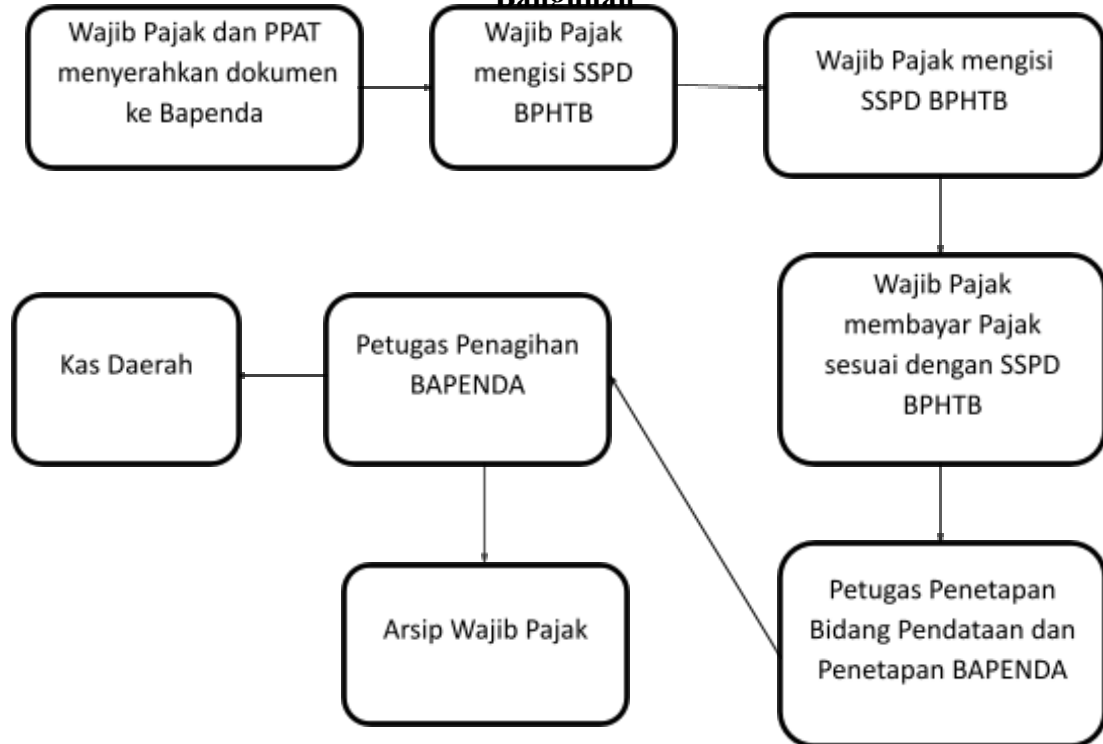 Wajib Pajak dan PPAT
menyerahkan dokumen
ke Bapenda
Wajib Pajak
mengisi SSPD
BPHTB
Wajib Pajak mengisi
SSPD BPHTB
Wajib Pajak
membayar Pajak
sesuai dengan SSPD
BPHTB
Petugas Penetapan
Bidang Pendataan dan
Penetapan BAPENDA
Petugas Penagihan
BAPENDA
Kas Daerah
Arsip Wajib Pajak